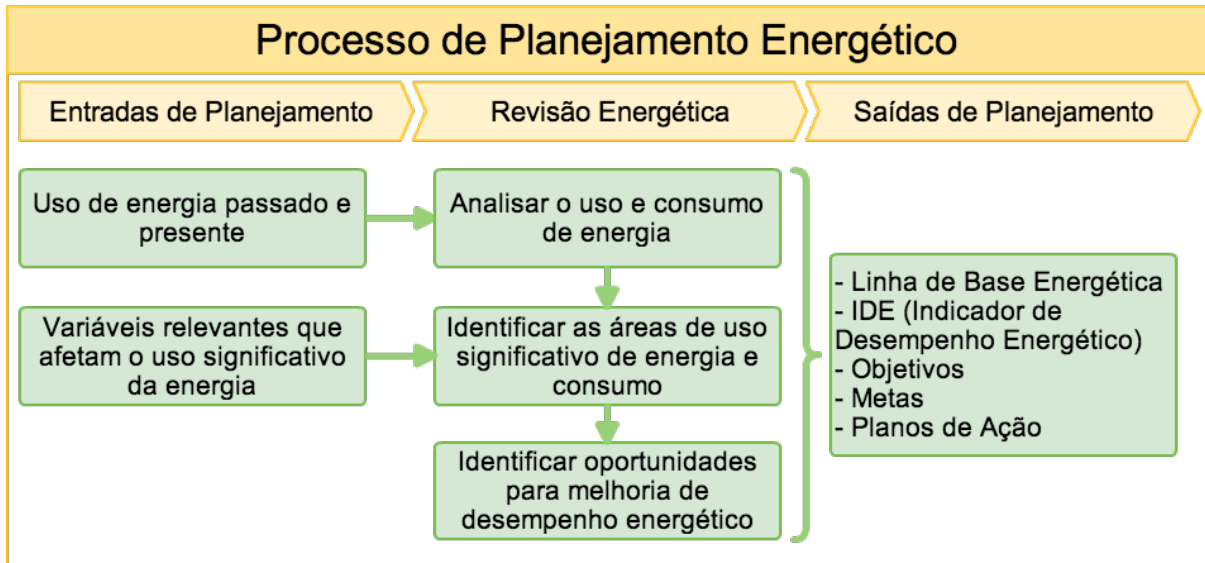 Processo de Planejamento Energético
Entradas de Planejamento
Revisão Energética
Saídas de Planejamento
Uso de energia passado e
presente
Analisar o uso e consumo
de energia
Variáveis relevantes que
afetam o uso significativo
da energia
Identificar as áreas de uso
significativo de energia e
consumo
Identificar oportunidades
para melhoria de
desempenho energético
- Linha de Base Energética
- IDE (Indicador de
Desempenho Energético)
- Objetivos
- Metas
- Planos de Ação